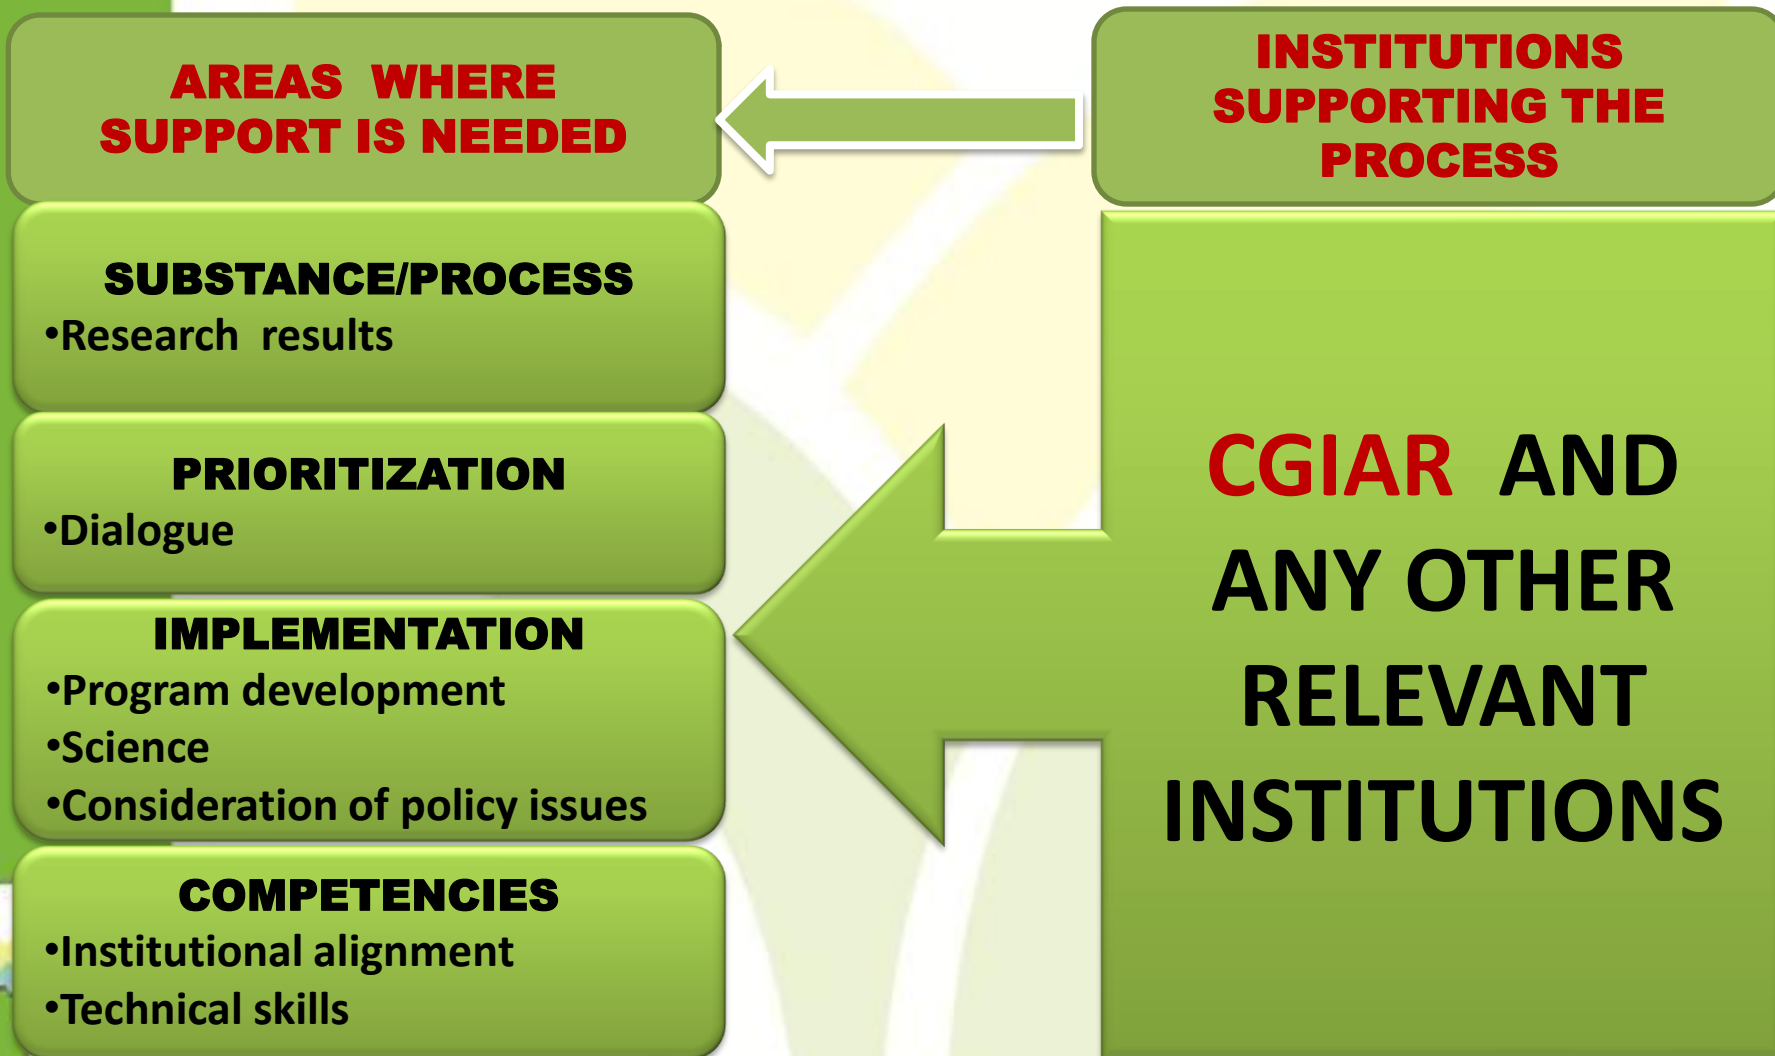 AREAS WHERE
SUPPORT IS NEEDED
SUBSTANCE/PROCESS
•Research results
PRIORITIZATION
•Dialogue
IMPLEMENTATION
•Program development
•Science
•Consideration of policy issues
COMPETENCIES
•Institutional alignment
•Technical skills
INSTITUTIONS
SUPPORTING THE
PROCESS
CGIAR AND
ANY OTHER
RELEVANT
INSTITUTIONS